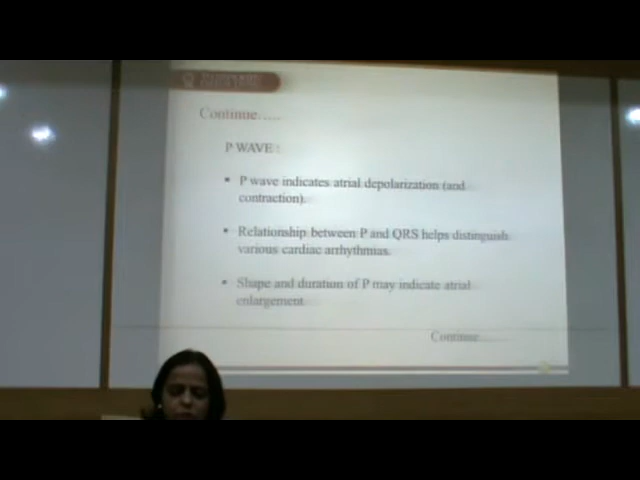 Continue.....
P WAVE :
▪ P wave indicates atrial depolarization (and
contraction).
▪ Relationship between P and QRS helps distinguish
various cardiac arrhythmias.
▪ Shape and duration of P may indicate atrial
enlargement
Continue........